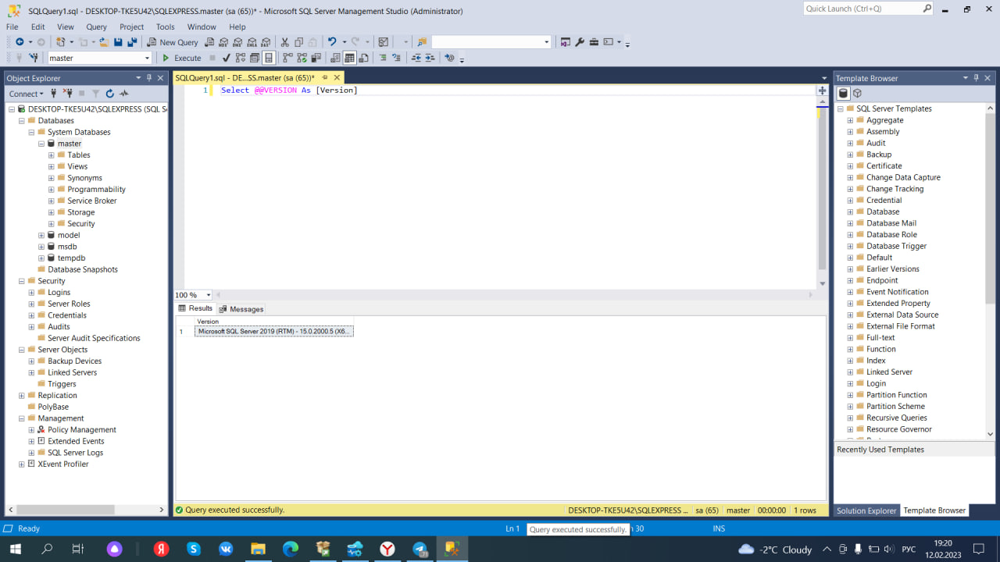 SQLQuery1.sql - DESKTOP-TKE5U42\SQLEXPRESS.master (sa (65))* - Microsoft SQL Server Management Studio (Administrator)
Quick Launch (Ctrl+Q)
File Edit View Query Project Tools Window Help
New Query
master
Execute
Object Explorer
Connect
DESKTOP-TKE5U42\SQLEXPRESS (SQL S
Databases
System Databases
master
Tables
Views
Synonyms
Programmability
Service Broker
Storage
Security
model
msdb
tempdb
Database Snapshots
Security
Logins
Server Roles
Credentials
Audits
Server Audit Specifications
Server Objects
Backup Devices
Linked Servers
Triggers
Replication
PolyBase
Management
Policy Management
Extended Events
SQL Server Logs
XEvent Profiler
SQLQuery1.sql - DE...SS.master (sa (65))*
1 Select @@VERSION As [Version]
100 %
Results Messages
Version
1 Microsoft SQL Server 2019 (RTM) - 15.0.2000.5 (X6...
Query executed successfully. DESKTOP-TKE5U42\SQLEXPRESS ... sa (65) master 00:00:00 1 rows
Template Browser
SQL Server Templates
Aggregate
Assembly
Audit
Backup
Certificate
Change Data Capture
Change Tracking
Credential
Database
Database Mail
Database Role
Database Trigger
Default
Earlier Versions
Endpoint
Event Notification
Extended Property
External Data Source
External File Format
Full-text
Function
Index
Linked Server
Login
Partition Function
Partition Scheme
Recursive Queries
Resource Governor
Recently Used Templates
Solution Explorer Template Browser
Ready Ln 1 30 INS
Query executed successfully.
-2°C Cloudy РУС 19:20
12.02.2023